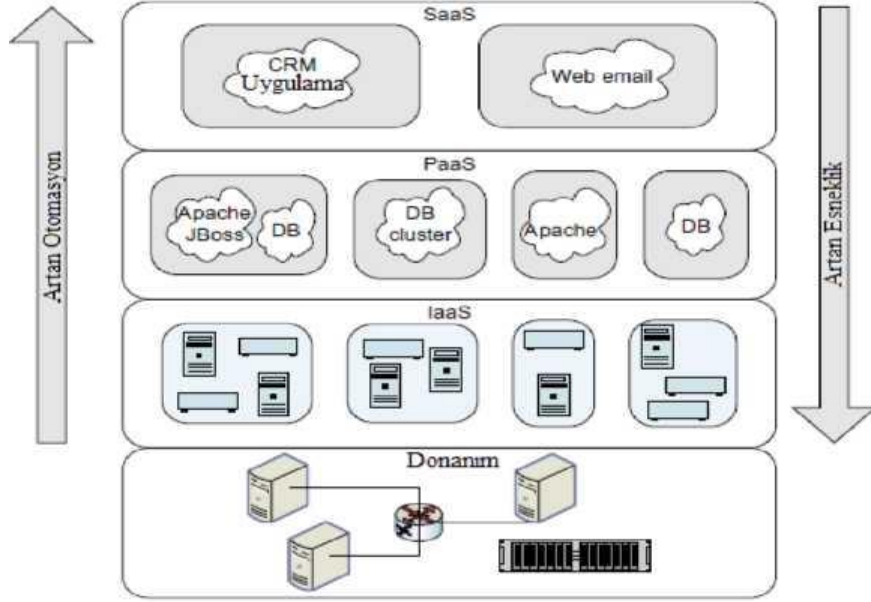 SaaS
CRM
Uygulama
Web email
Artan Otomasyon
Artan Esneklik
PaaS
Apache
JBoss
DB
DB
cluster
Apache
DB
IaaS
Donanım